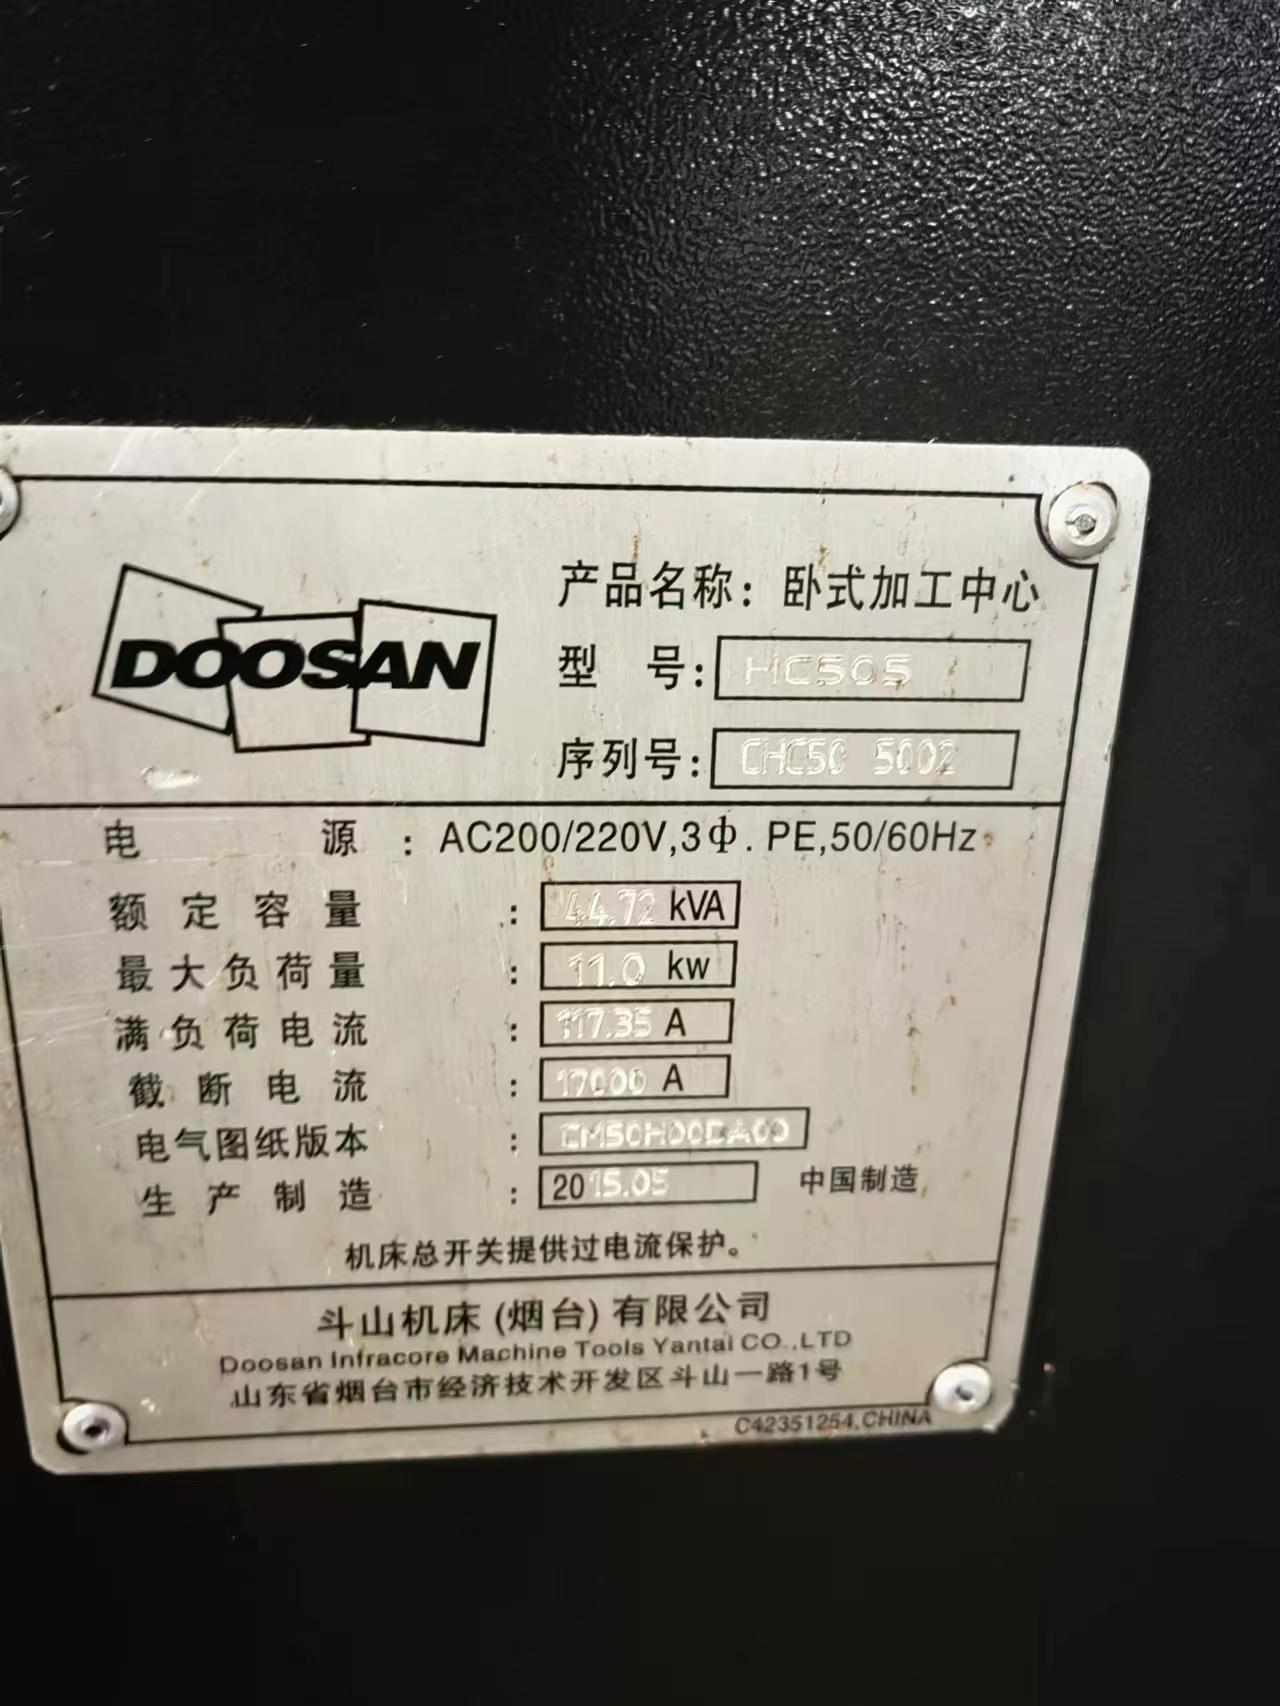 DOOSAN
产品名称：卧式加工中心
型 号：HC505
序列号：CHC50 5002
电 源 ：AC200/220V,3Φ. PE,50/60Hz
额定容量 ：44.72 kVA
最大负荷量 ：11.0 kw
满负荷电流 ：117.35 A
截断电流 ：17000 A
电气图纸版本 ：CM50H00DA00
生产制造 ：2015.05 中国制造
机床总开关提供过电流保护。
斗山机床(烟台)有限公司
Doosan Infracore Machine Tools Yantai CO.,LTD
山东省烟台市经济技术开发区斗山一路1号
C42351254,CHINA